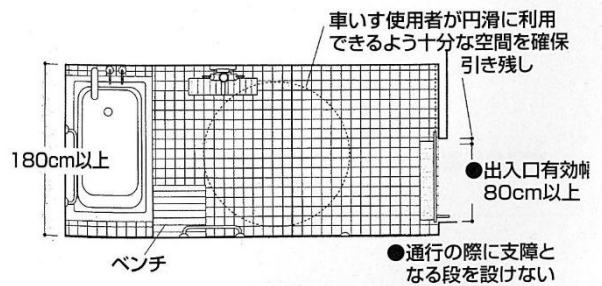 車いす使用者が円滑に利用
できるよう十分な空間を確保
引き残し
180cm以上
●出入口有効幅
80cm以上
ベンチ
●通行の際に支障と
なる段を設けない